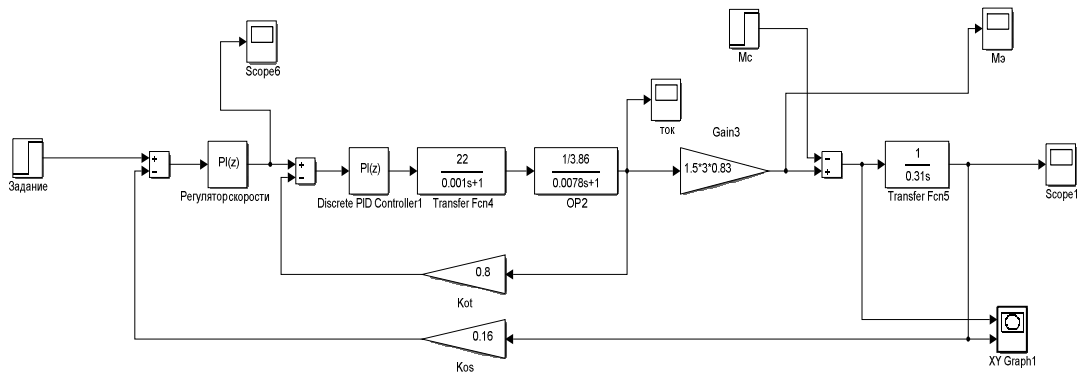 Scope6
Мс
Мэ
ток
Gain3
Задание
+
-
PI(z)
Регулятор скорости
+
-
PI(z)
Discrete PID Controller1
22
0.001s+1
Transfer Fcn4
1/3.86
0.0078s+1
OP2
1.5*3*0.83
-
+
1
0.31s
Transfer Fcn5
Scope1
0.8
Kot
0.16
Kos
XY Graph1